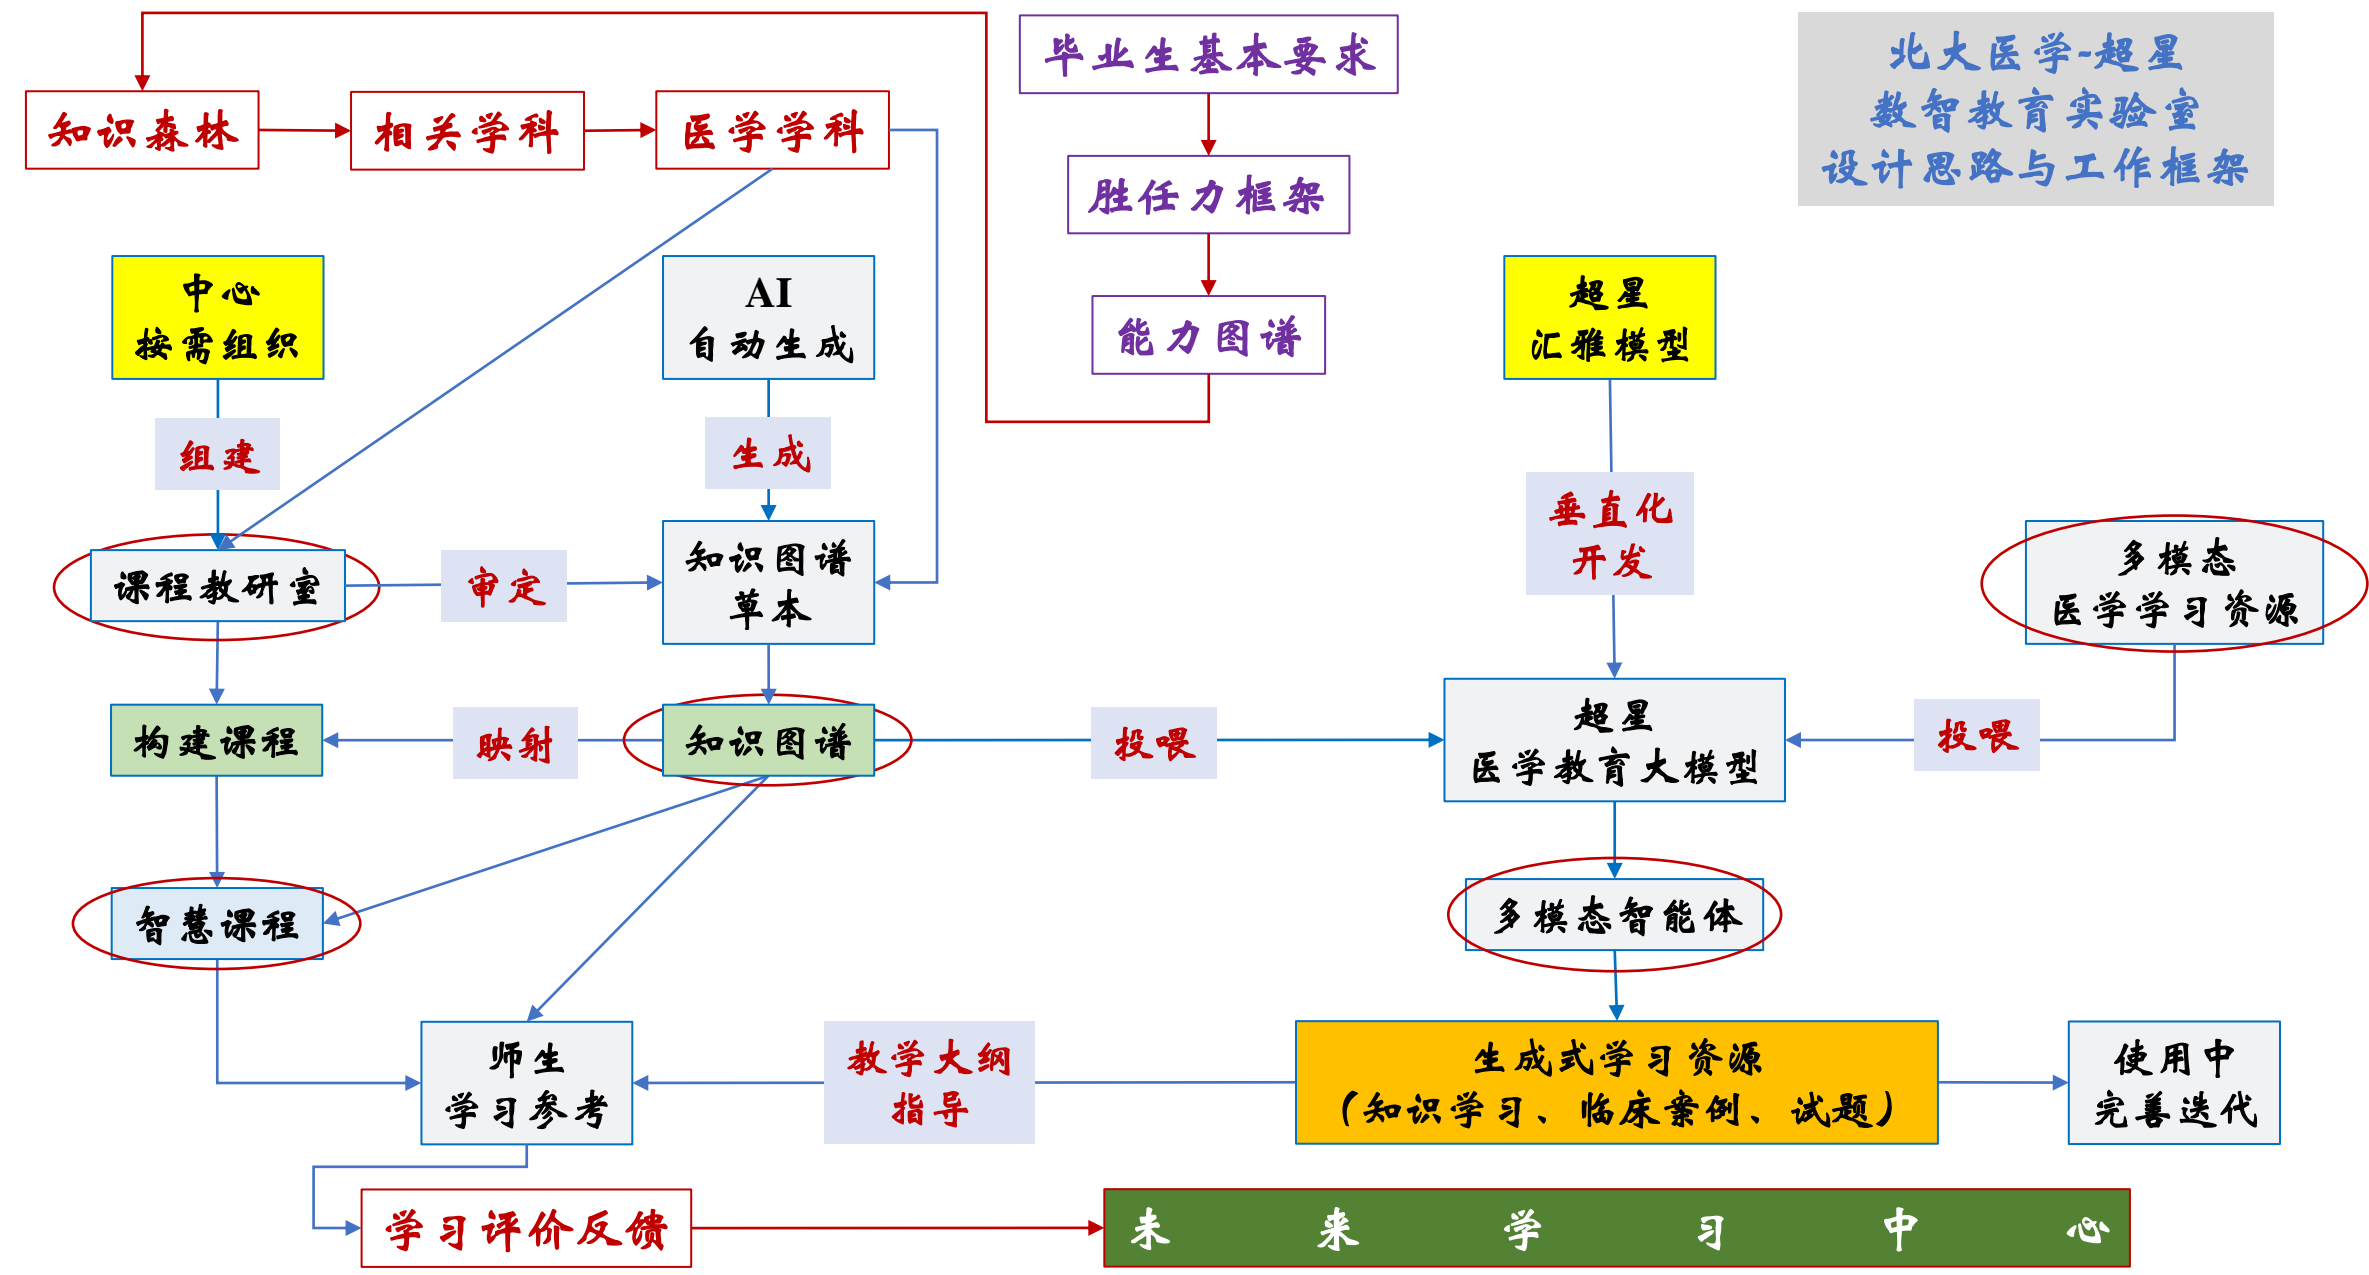 毕业生基本要求
北大医学-超星
数智教育实验室
设计思路与工作框架
知识森林
相关学科
医学学科
胜任力框架
能力图谱
中心
按需组织
AI
自动生成
超星
汇雅模型
组建
生成
垂直化
开发
课程教研室
审定
知识图谱
草本
多模态
医学学习资源
构建课程
映射
知识图谱
投喂
超星
医学教育大模型
投喂
智慧课程
多模态智能体
师生
学习参考
教学大纲
指导
生成式学习资源
（知识学习、临床案例、试题）
使用中
完善迭代
学习评价反馈
未来学习中心